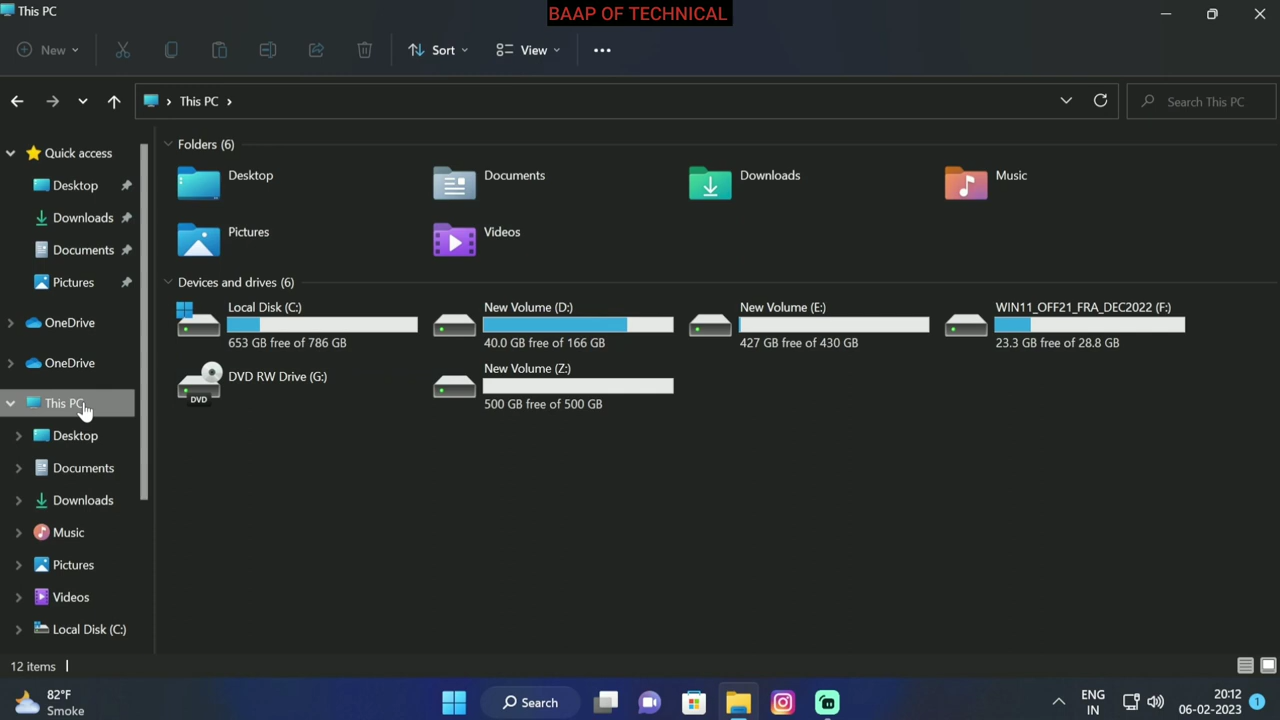 This PC
BAAP OF TECHNICAL
New
Sort
View
This PC
Search This PC
Quick access
Desktop
Downloads
Documents
Pictures
OneDrive
OneDrive
This PC
Desktop
Documents
Downloads
Music
Pictures
Videos
Local Disk (C:)
Folders (6)
Desktop
Documents
Downloads
Music
Pictures
Videos
Devices and drives (6)
Local Disk (C:)
653 GB free of 786 GB
New Volume (D:)
40.0 GB free of 166 GB
New Volume (E:)
427 GB free of 430 GB
WIN11_OFF21_FRA_DEC2022 (F:)
23.3 GB free of 28.8 GB
DVD RW Drive (G:)
DVD
New Volume (Z:)
500 GB free of 500 GB
12 items
82°F
Smoke
Search
ENG
IN
20:12
06-02-2023
1